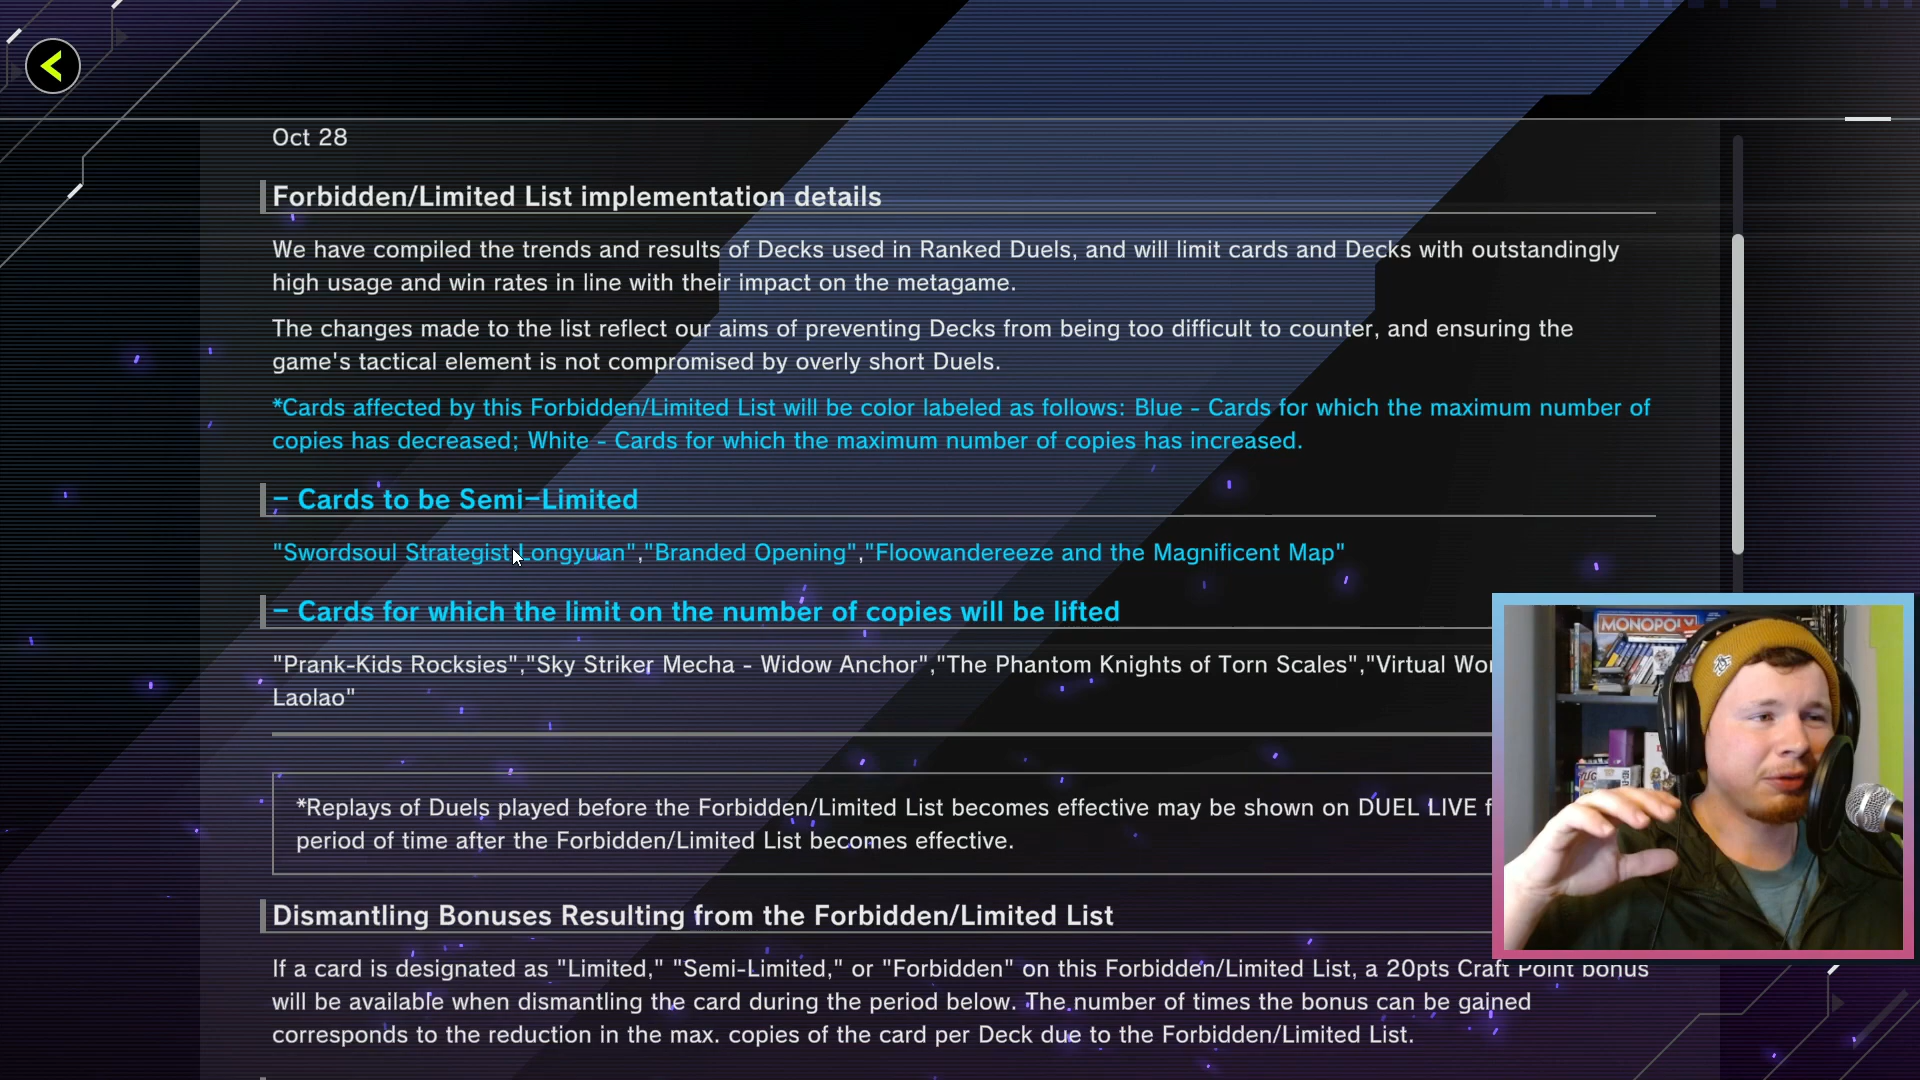 Oct 28
Forbidden/Limited List implementation details
We have compiled the trends and results of Decks used in Ranked Duels, and will limit cards and Decks with outstandingly
high usage and win rates in line with their impact on the metagame.
The changes made to the list reflect our aims of preventing Decks from being too difficult to counter, and ensuring the
game's tactical element is not compromised by overly short Duels.
*Cards affected by this Forbidden/Limited List will be color labeled as follows: Blue - Cards for which the maximum number of
copies has decreased; White - Cards for which the maximum number of copies has increased.
- Cards to be Semi-Limited
"Swordsoul Strategist Longyuan","Branded Opening","Floowandereeze and the Magnificent Map"
- Cards for which the limit on the number of copies will be lifted
"Prank-Kids Rocksies","Sky Striker Mecha - Widow Anchor","The Phantom Knights of Torn Scales","Virtual
Laolao"
*Replays of Duels played before the Forbidden/Limited List becomes effective may be shown on DUEL LIVE
period of time after the Forbidden/Limited List becomes effective.
MONOPOLY
Dismantling Bonuses Resulting from the Forbidden/Limited List
If a card is designated as "Limited," "Semi-Limited," or "Forbidden" on this Forbidden/Limited List, a 20pts Craft Point bonus
will be available when dismantling the card during the period below. The number of times the bonus can be gained
corresponds to the reduction in the max. copies of the card per Deck due to the Forbidden/Limited List.